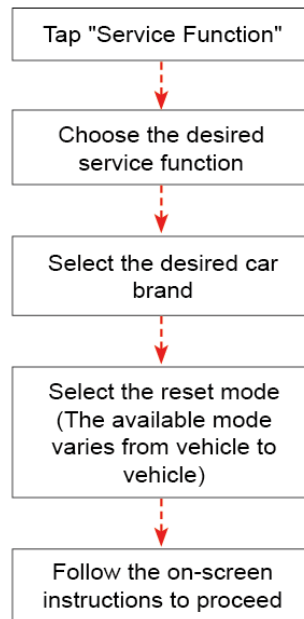 Tap "Service Function"
Choose the desired
service function
Select the desired car
brand
Select the reset mode
(The available mode
varies from vehicle to
vehicle)
Follow the on-screen
instructions to proceed